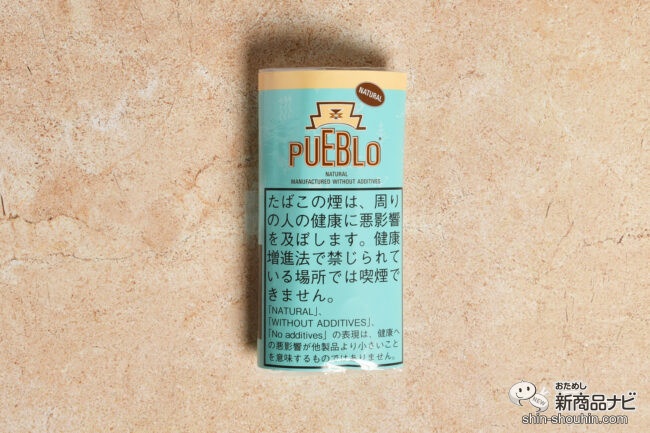 NATURAL
PUEBLO
NATURAL
MANUFACTURED WITHOUT ADDITIVES
たばこの煙は、周り
の人の健康に悪影響
を及ぼします。健康
増進法で禁じられて
いる場所では喫煙で
きません。
「NATURAL」、
「WITHOUT ADDITIVES」、
「No additives」の表現は、健康へ
の悪影響が他製品より小さいこと
を意味するものではありません。
NEW
おためし
新商品ナビ
shin-shouhin.com